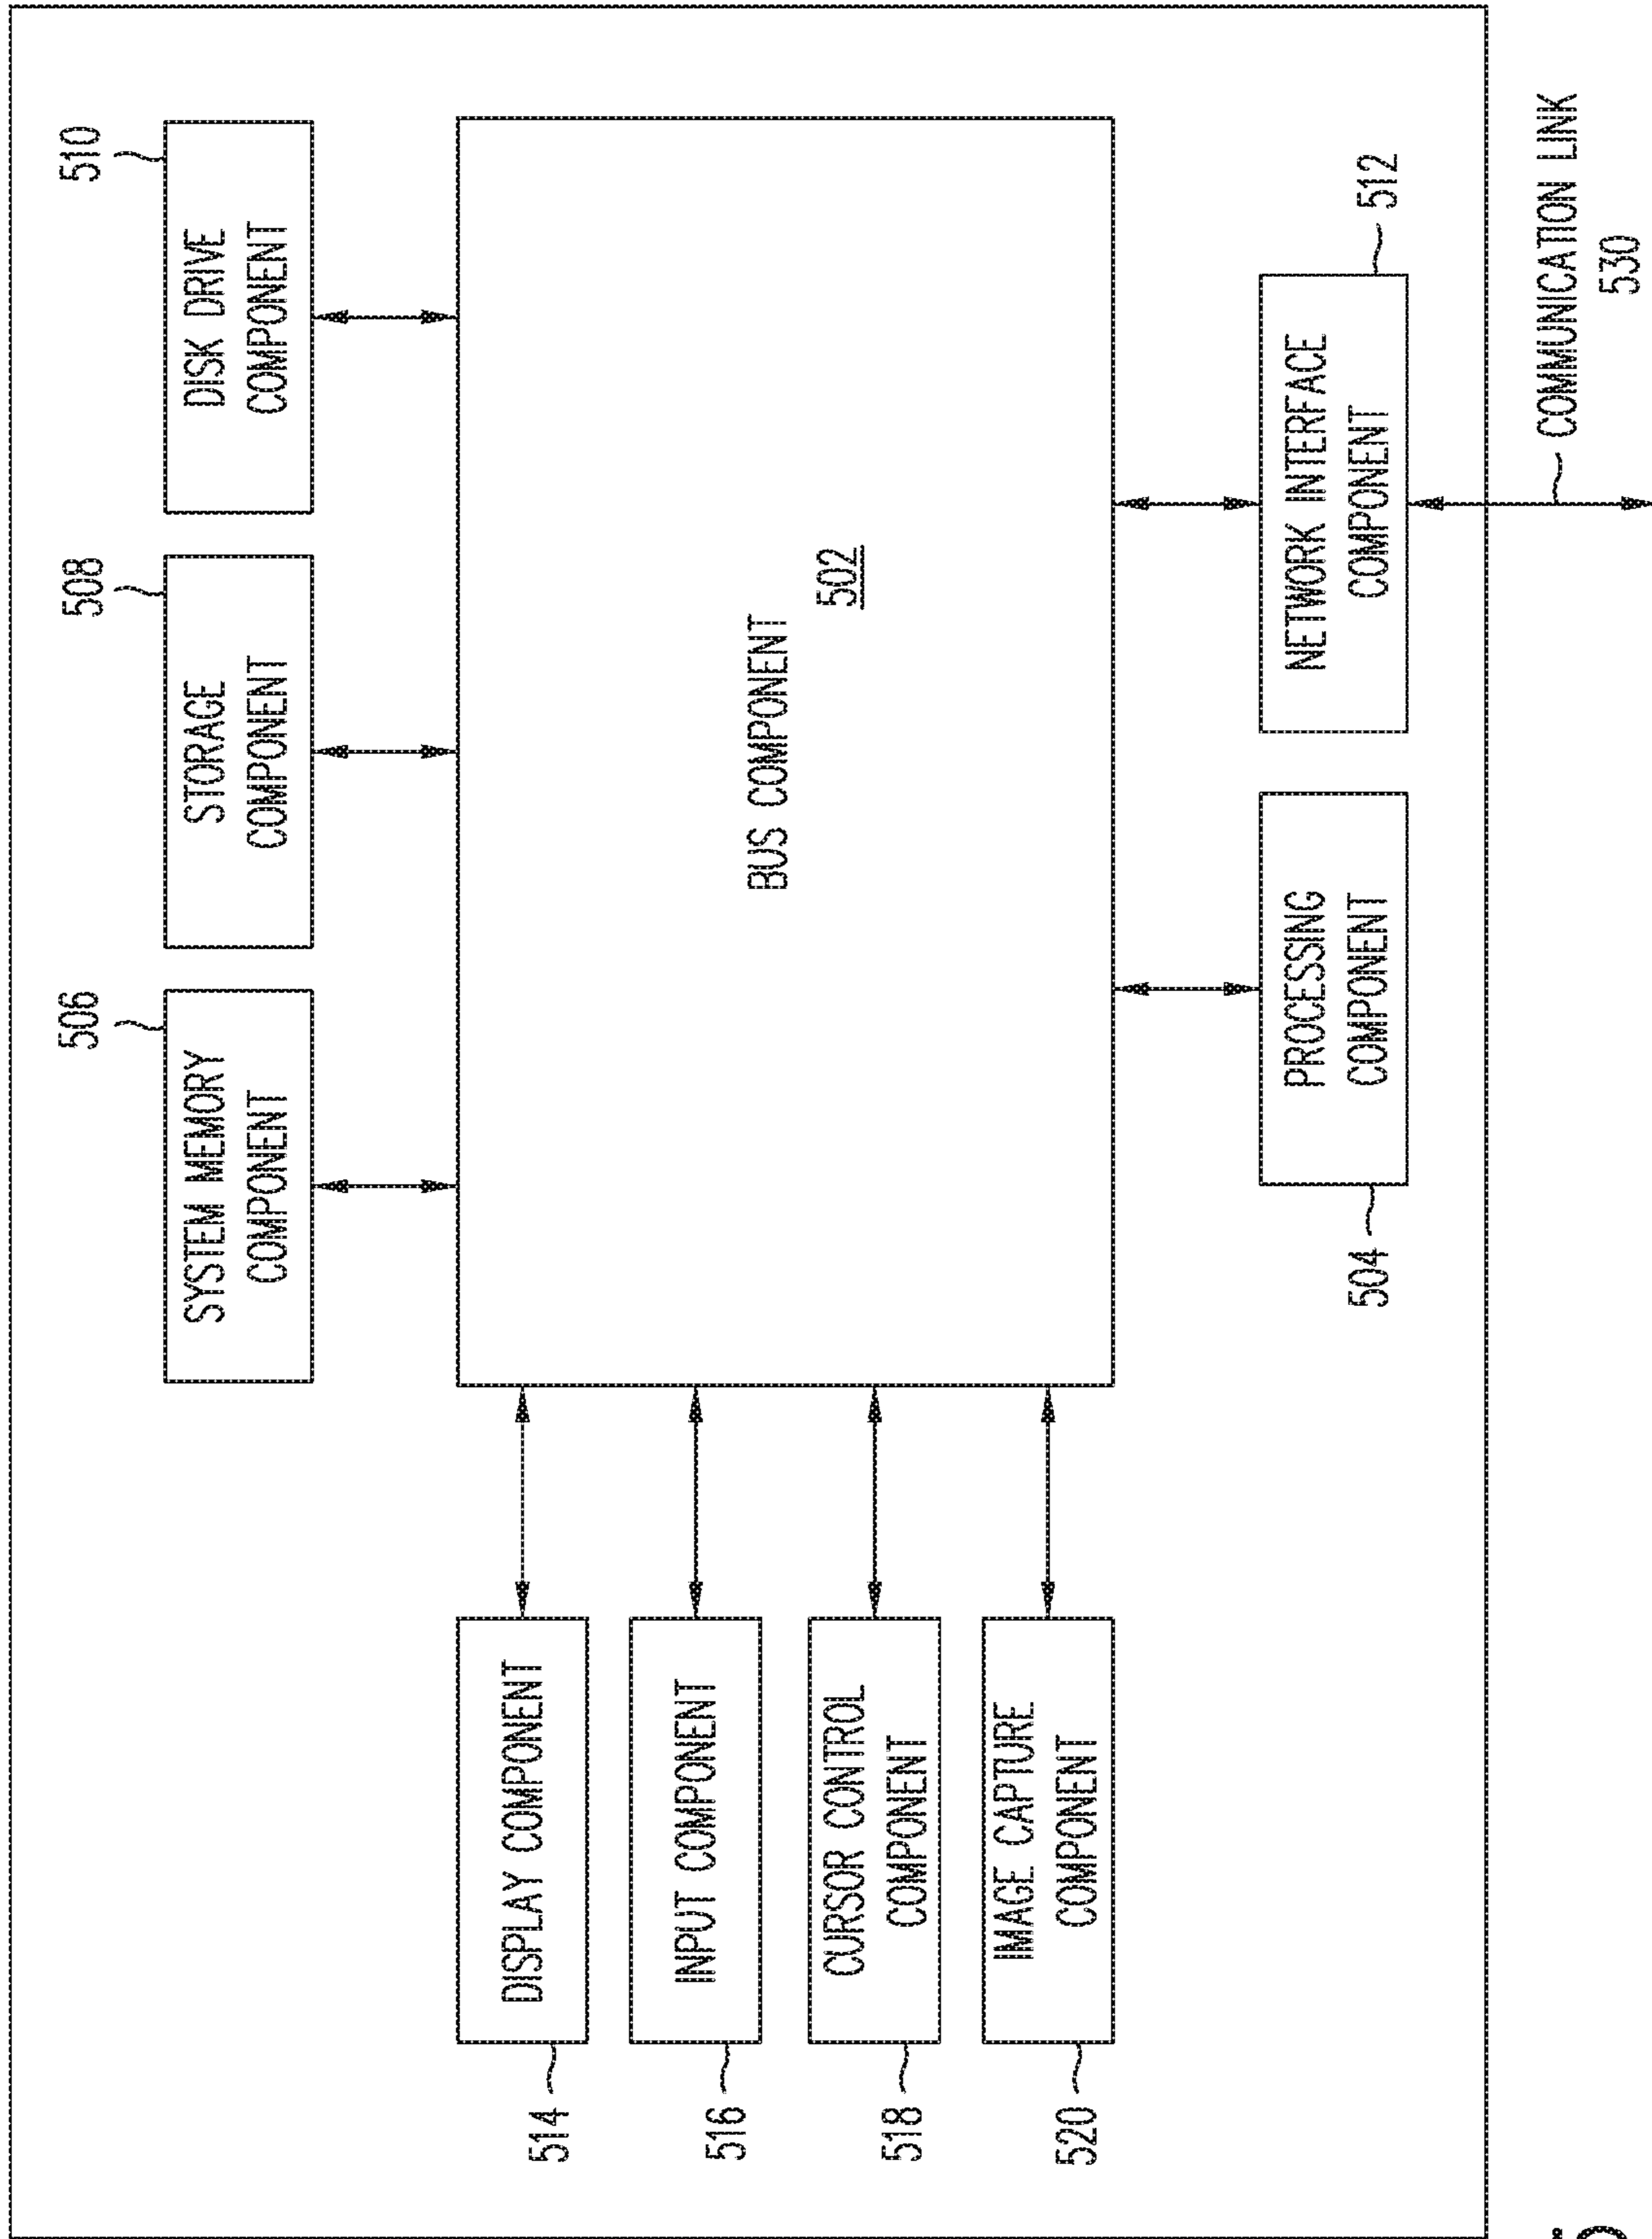 506
508
510
SYSTEM MEMORY
COMPONENT
STORAGE
COMPONENT
DISK DRIVE
COMPONENT
514
DISPLAY COMPONENT
516
INPUT COMPONENT
518
CURSOR CONTROL
COMPONENT
520
IMAGE CAPTURE
COMPONENT
BUS COMPONENT
502
504
PROCESSING
COMPONENT
NETWORK INTERFACE
COMPONENT
512
COMMUNICATION LINK
530